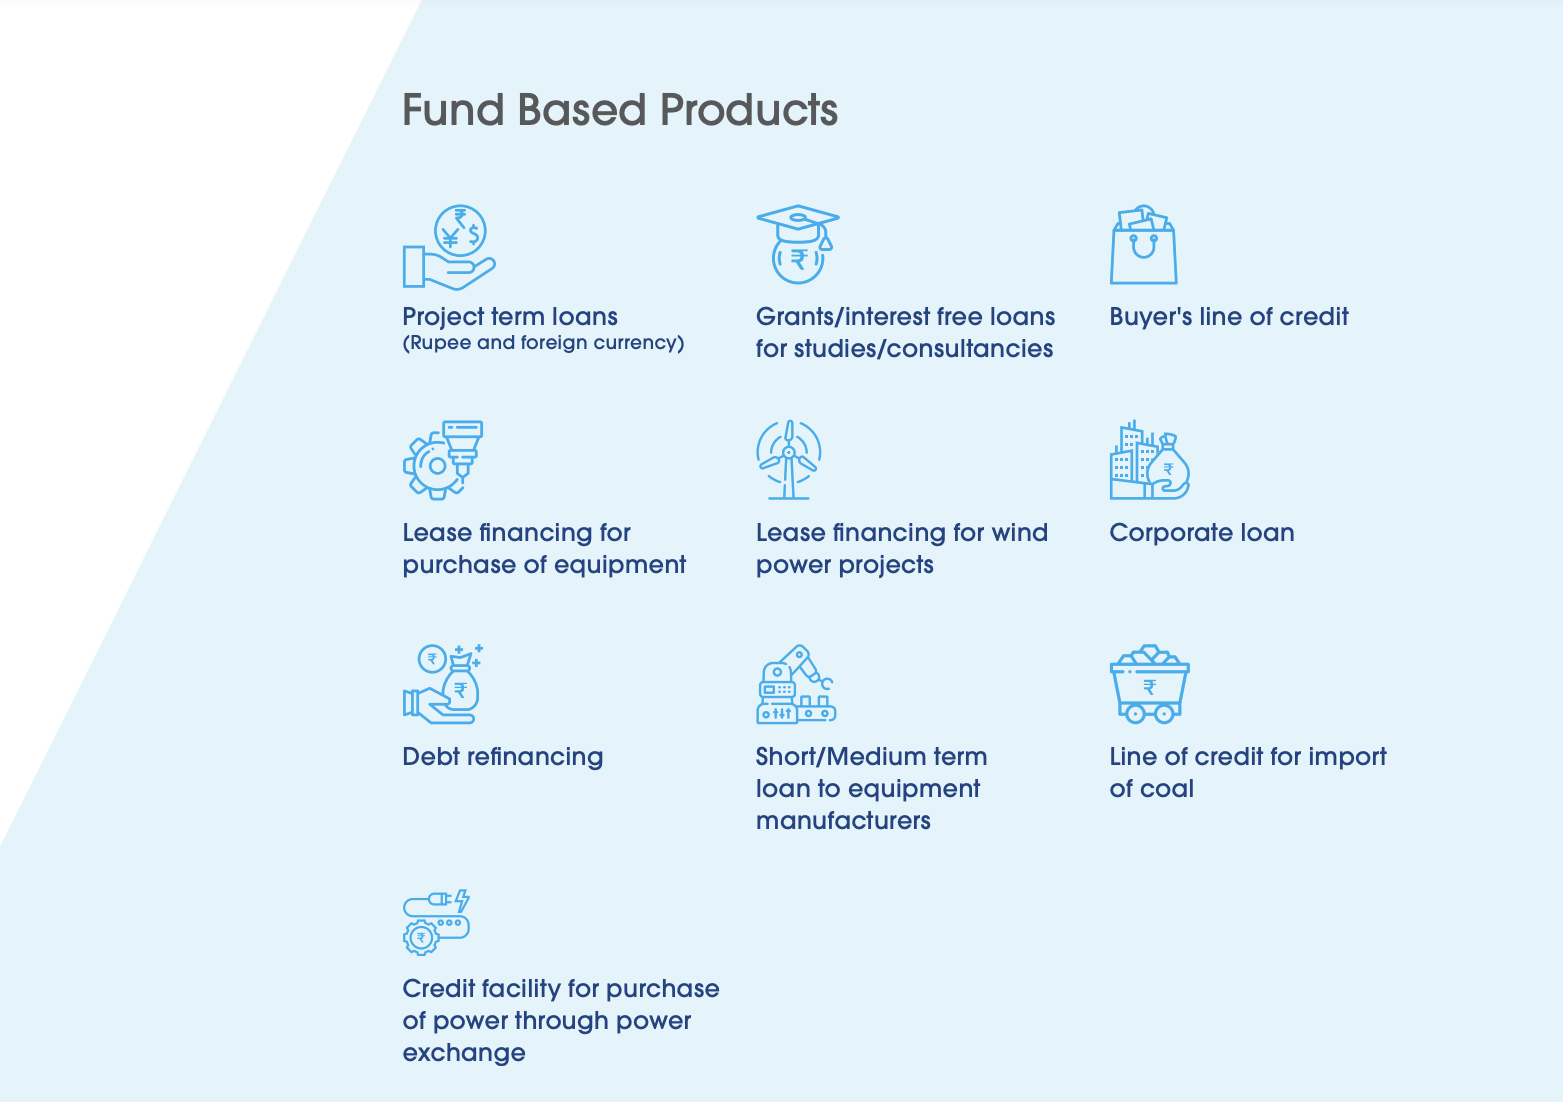 Fund Based Products
Project term loans
(Rupee and foreign currency)
Grants/interest free loans
for studies/consultancies
Buyer's line of credit
Lease financing for
purchase of equipment
Lease financing for wind
power projects
Corporate loan
Debt refinancing
Short/Medium term
loan to equipment
manufacturers
Line of credit for import
of coal
Credit facility for purchase
of power through power
exchange